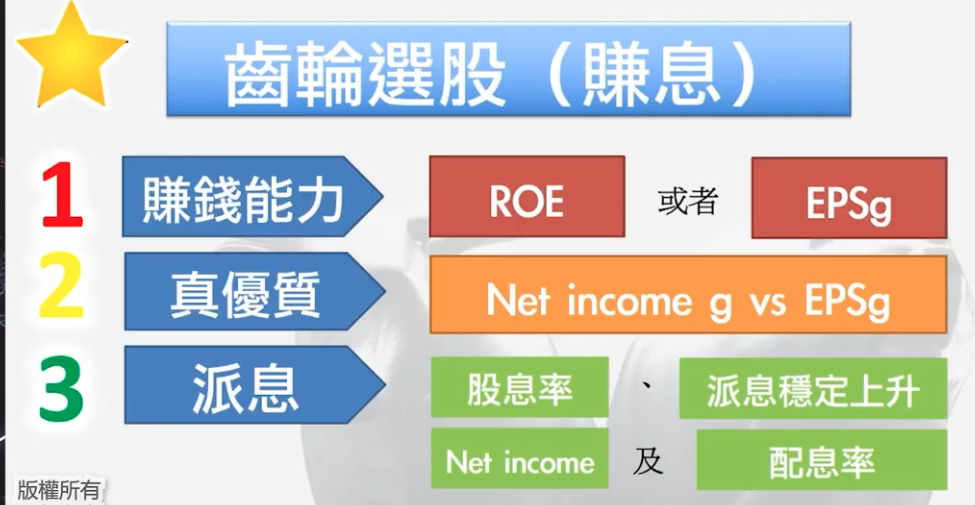 齒輪選股（賺息）
1 賺錢能力 ROE 或者 EPSg
2 真優質 Net income g vs EPSg
3 派息 股息率 、 派息穩定上升
Net income 及 配息率
版權所有